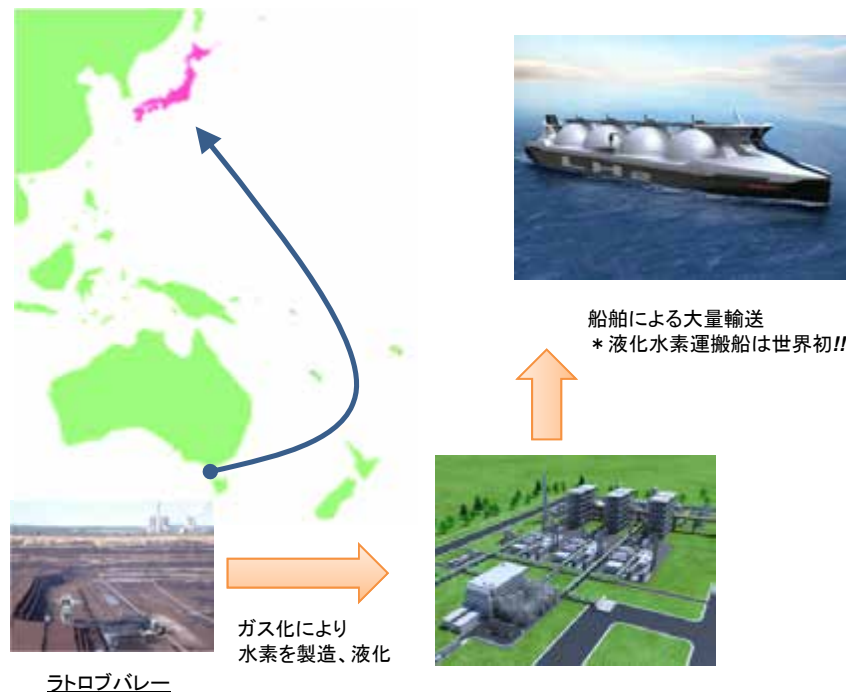 LH2
船舶による大量輸送
＊液化水素運搬船は世界初!!
ガス化により
水素を製造、液化
ラトロブバレー